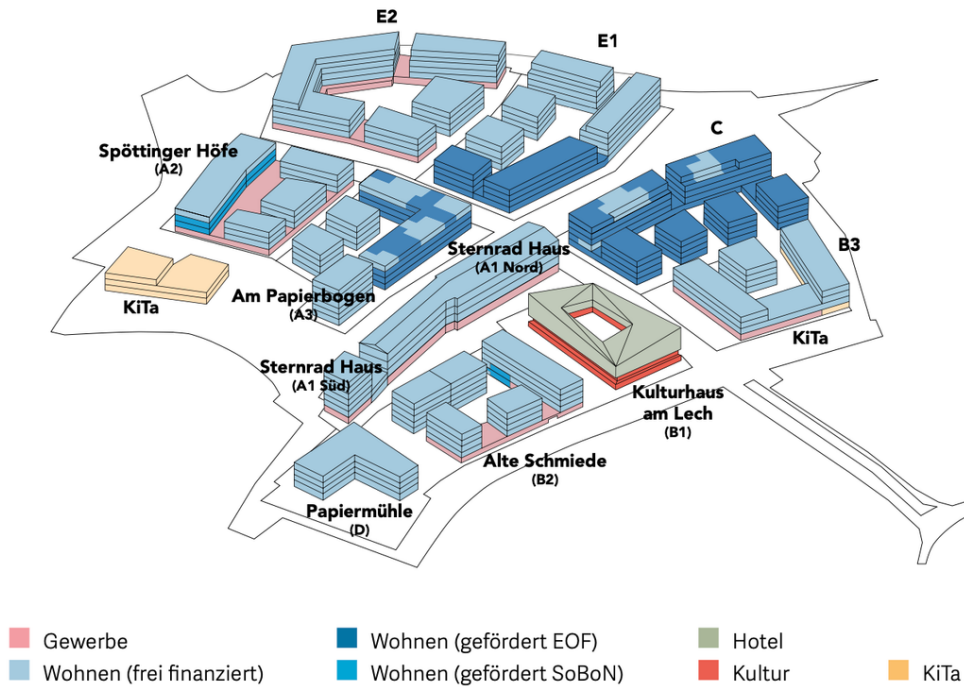 E2
E1
C
Spöttinger Höfe
(A2)
Sternrad Haus
(A1 Nord)
B3
KiTa
Am Papierbogen
(A3)
KiTa
Sternrad Haus
(A1 Süd)
Kulturhaus
am Lech
(B1)
Alte Schmiede
(B2)
Papiermühle
(D)
Gewerbe
Wohnen (gefördert EOF)
Hotel
Wohnen (frei finanziert)
Wohnen (gefördert SoBoN)
Kultur
KiTa